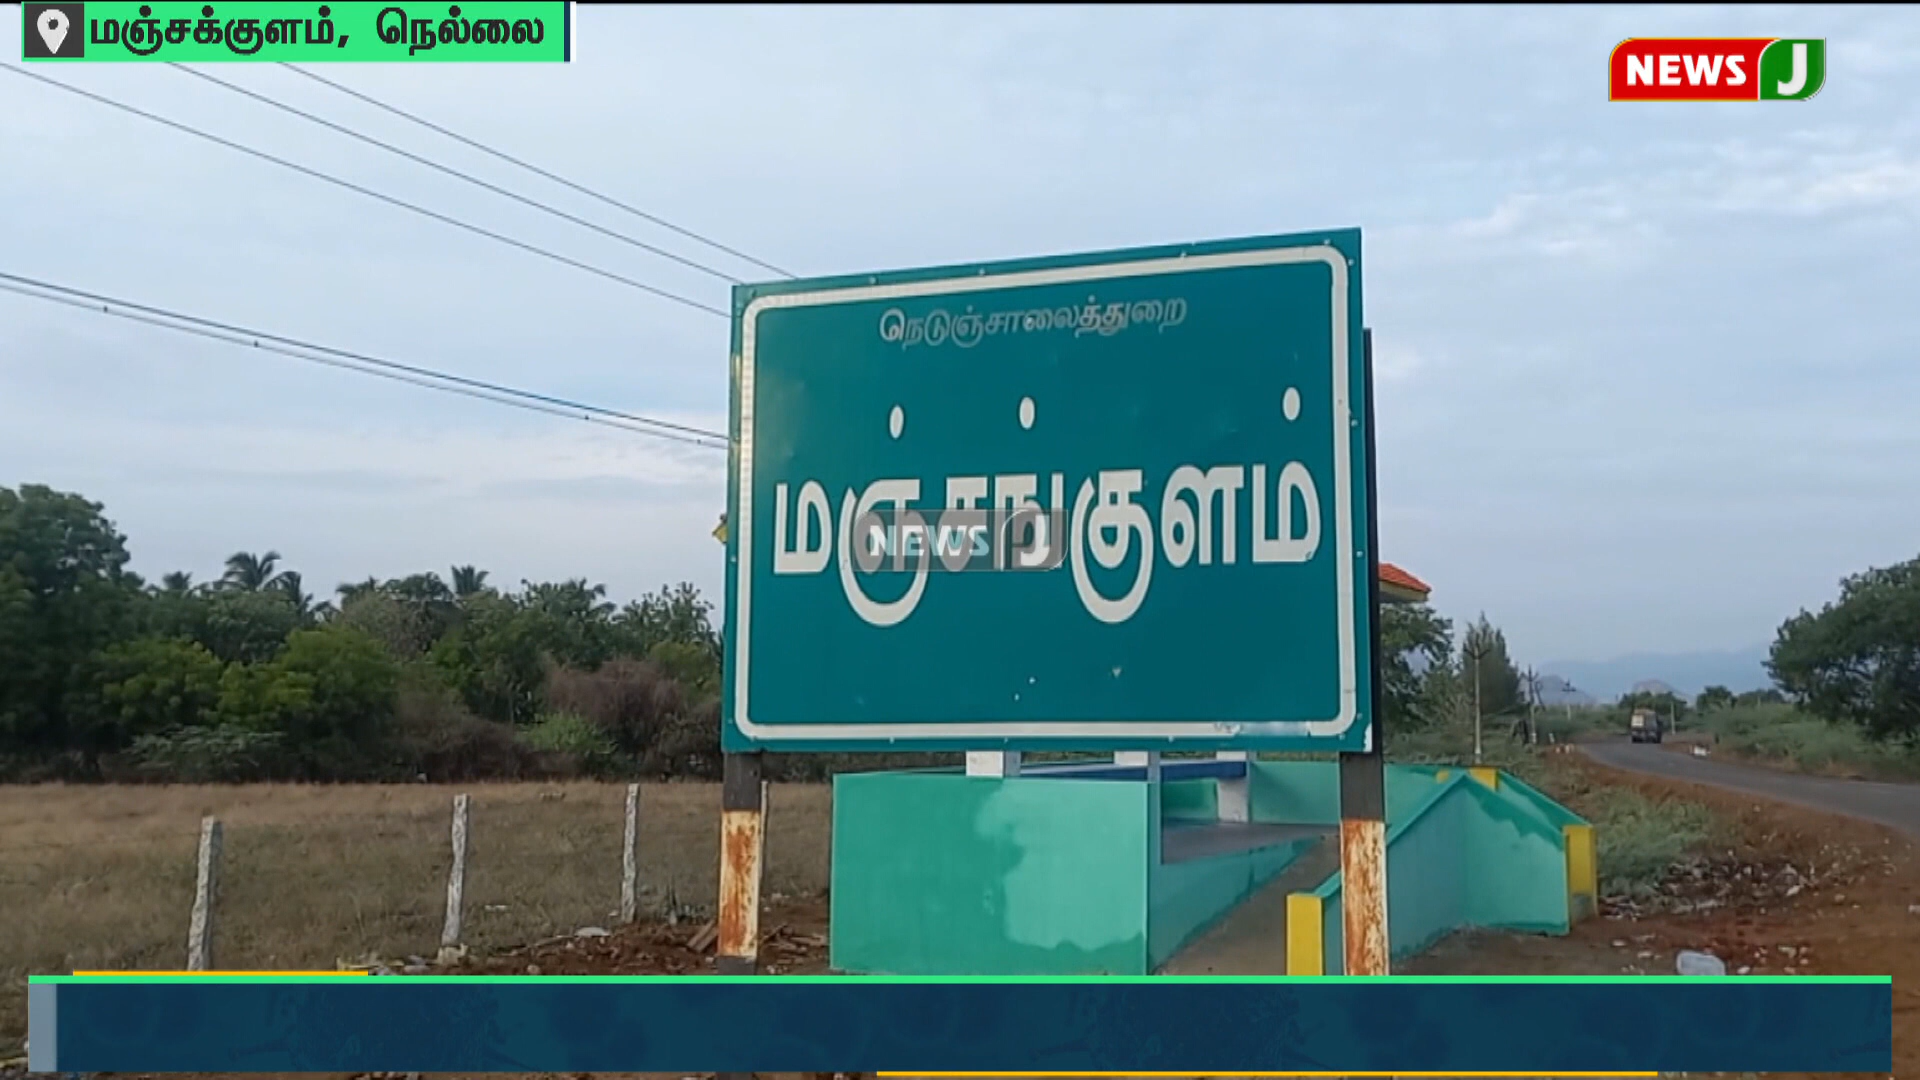 மஞ்சக்குளம், நெல்லை
NEWS J
நெடுஞ்சாலைத்துறை
மஞ்சங்குளம்
NEWS J